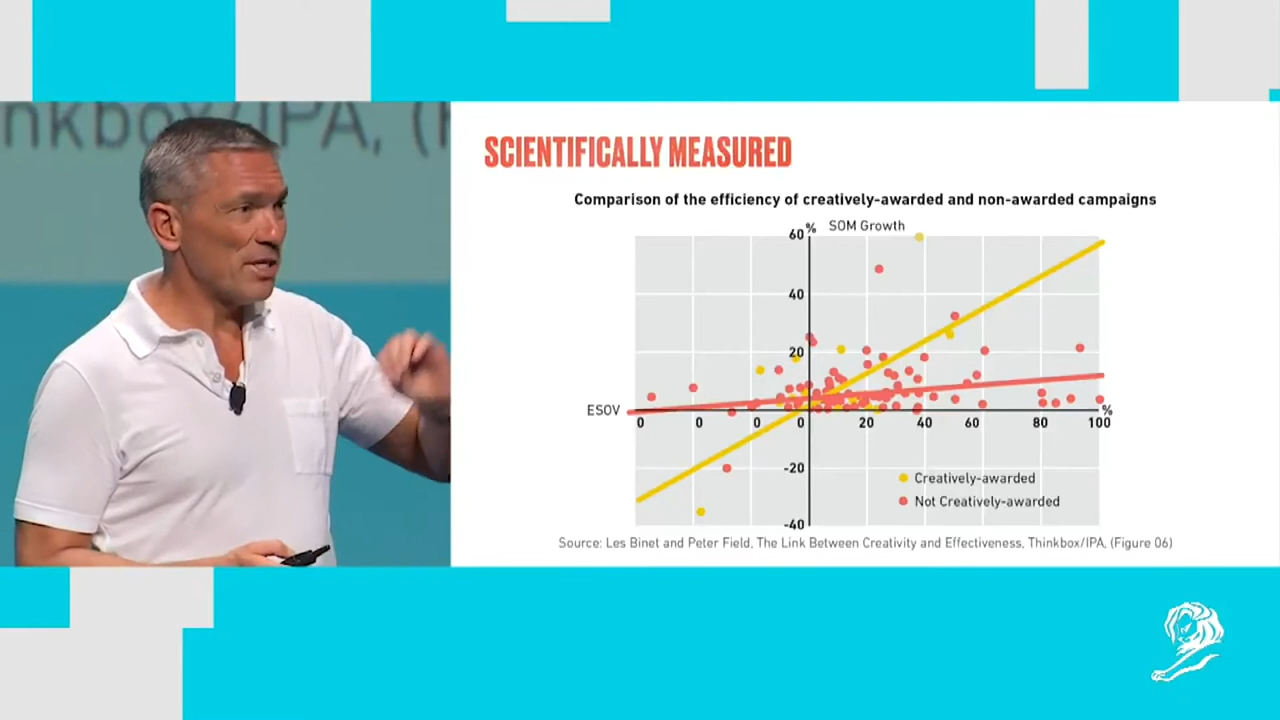 nkbox/IPA, (F
SCIENTIFICALLY MEASURED
Comparison of the efficiency of creatively-awarded and non-awarded campaigns
60 % SOM Growth
40
20
ESOV 0 0 0 0 20 40 60 80 100 %
-20
Creatively-awarded
Not Creatively-awarded
-40
Source: Les Binet and Peter Field, The Link Between Creativity and Effectiveness, Thinkbox/IPA, (Figure 06)